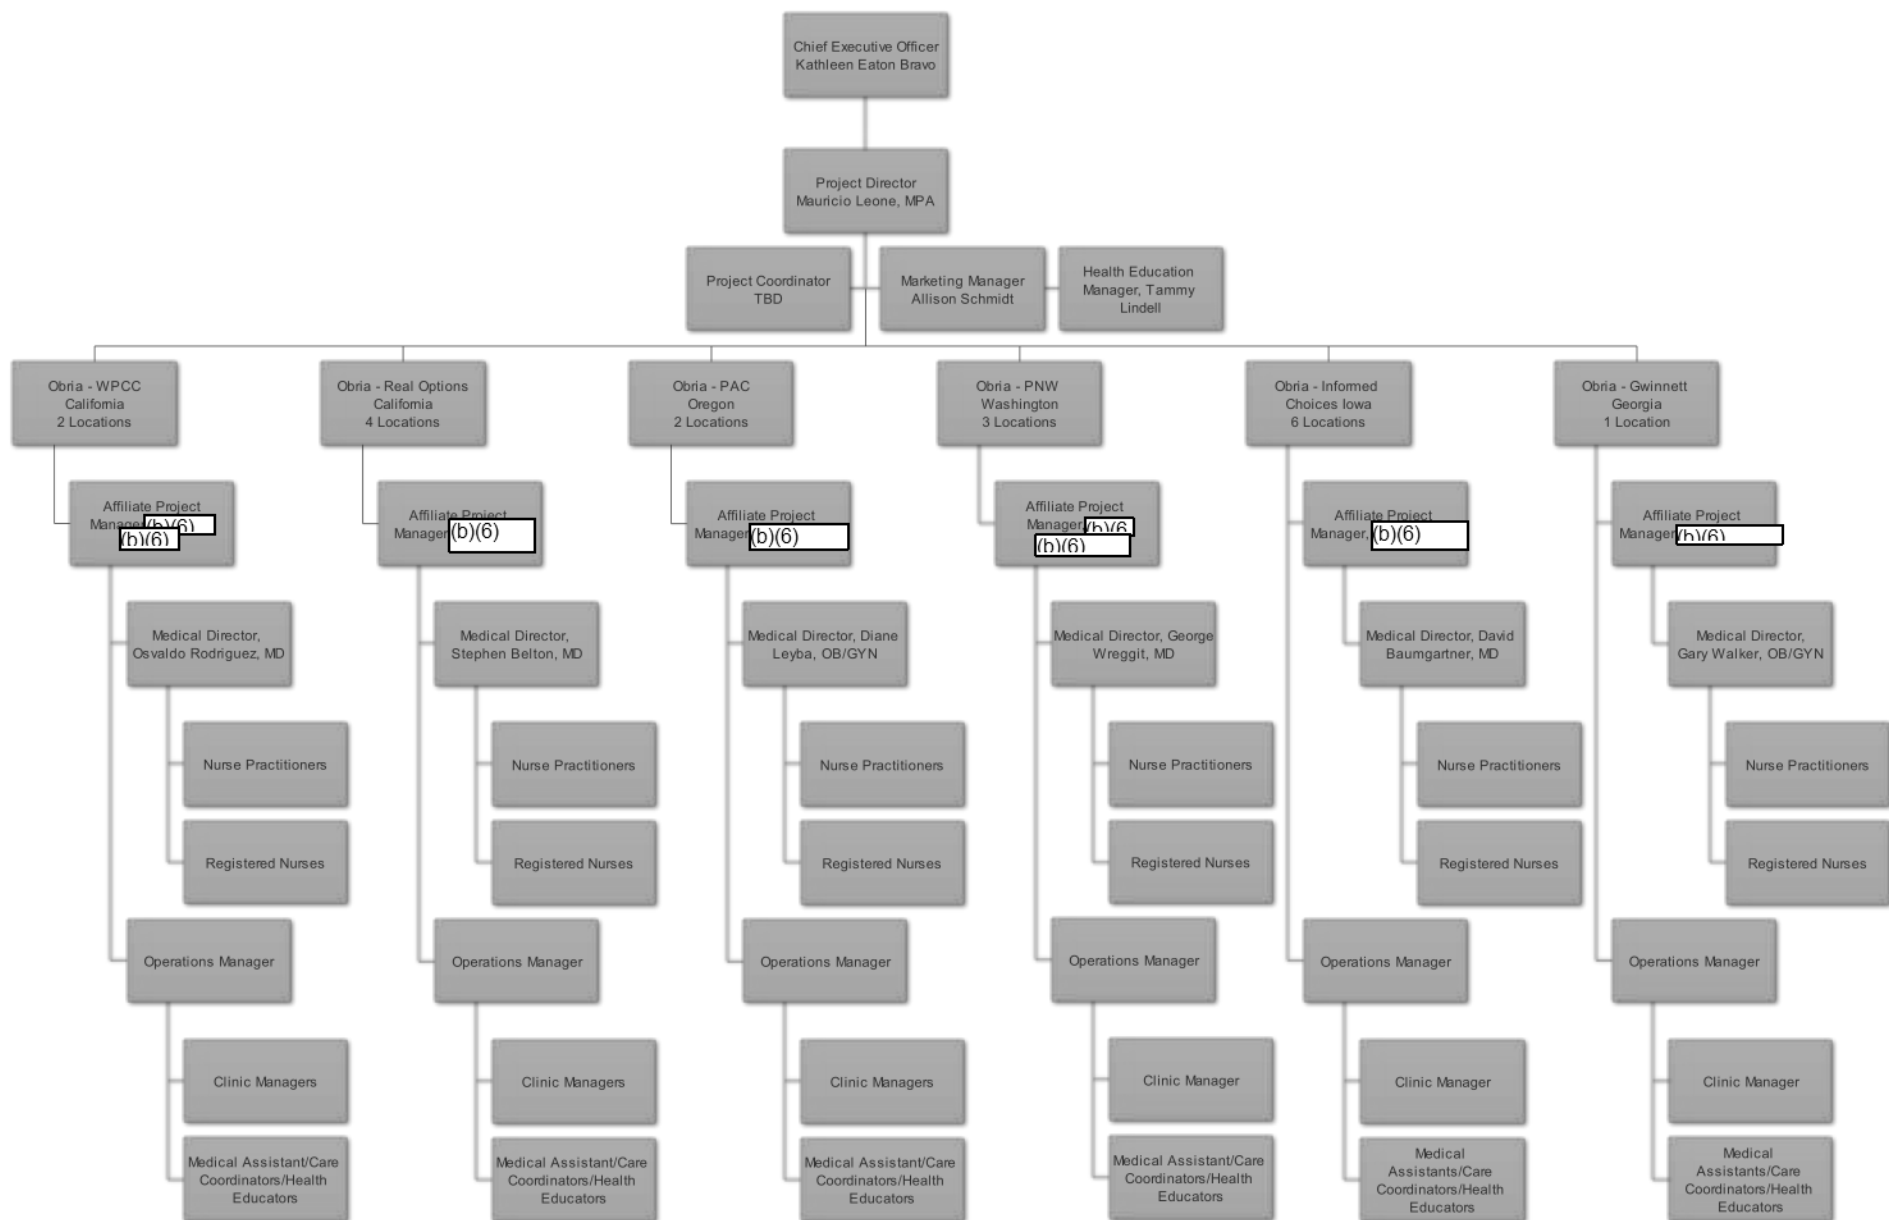 Chief Executive Officer
Kathleen Eaton Bravo
Project Director
Mauricio Leone, MPA
Project Coordinator
TBD
Marketing Manager
Allison Schmidt
Health Education
Manager, Tammy
Lindell
Obria - WPCC
California
2 Locations
Obria - Real Options
California
4 Locations
Obria - PAC
Oregon
2 Locations
Obria - PNW
Washington
3 Locations
Obria - Informed
Choices Iowa
6 Locations
Obria - Gwinnett
Georgia
1 Location
Affiliate Project
Manager (b)(6)
(b)(6)
Affiliate Project
Manager (b)(6)
Affiliate Project
Manager (b)(6)
Affiliate Project
Manager, (b)(6
(b)(6)
Affiliate Project
Manager, (b)(6)
Affiliate Project
Manager (b)(6)
Medical Director,
Osvaldo Rodriguez, MD
Medical Director,
Stephen Belton, MD
Medical Director, Diane
Leyba, OB/GYN
Medical Director, George
Wreggit, MD
Medical Director, David
Baumgartner, MD
Medical Director,
Gary Walker, OB/GYN
Nurse Practitioners
Nurse Practitioners
Nurse Practitioners
Nurse Practitioners
Nurse Practitioners
Nurse Practitioners
Registered Nurses
Registered Nurses
Registered Nurses
Registered Nurses
Registered Nurses
Registered Nurses
Operations Manager
Operations Manager
Operations Manager
Operations Manager
Operations Manager
Operations Manager
Clinic Managers
Clinic Managers
Clinic Managers
Clinic Manager
Clinic Manager
Clinic Manager
Medical Assistant/Care
Coordinators/Health
Educators
Medical Assistant/Care
Coordinators/Health
Educators
Medical Assistant/Care
Coordinators/Health
Educators
Medical Assistant/Care
Coordinators/Health
Educators
Medical
Assistants/Care
Coordinators/Health
Educators
Medical
Assistants/Care
Coordinators/Health
Educators